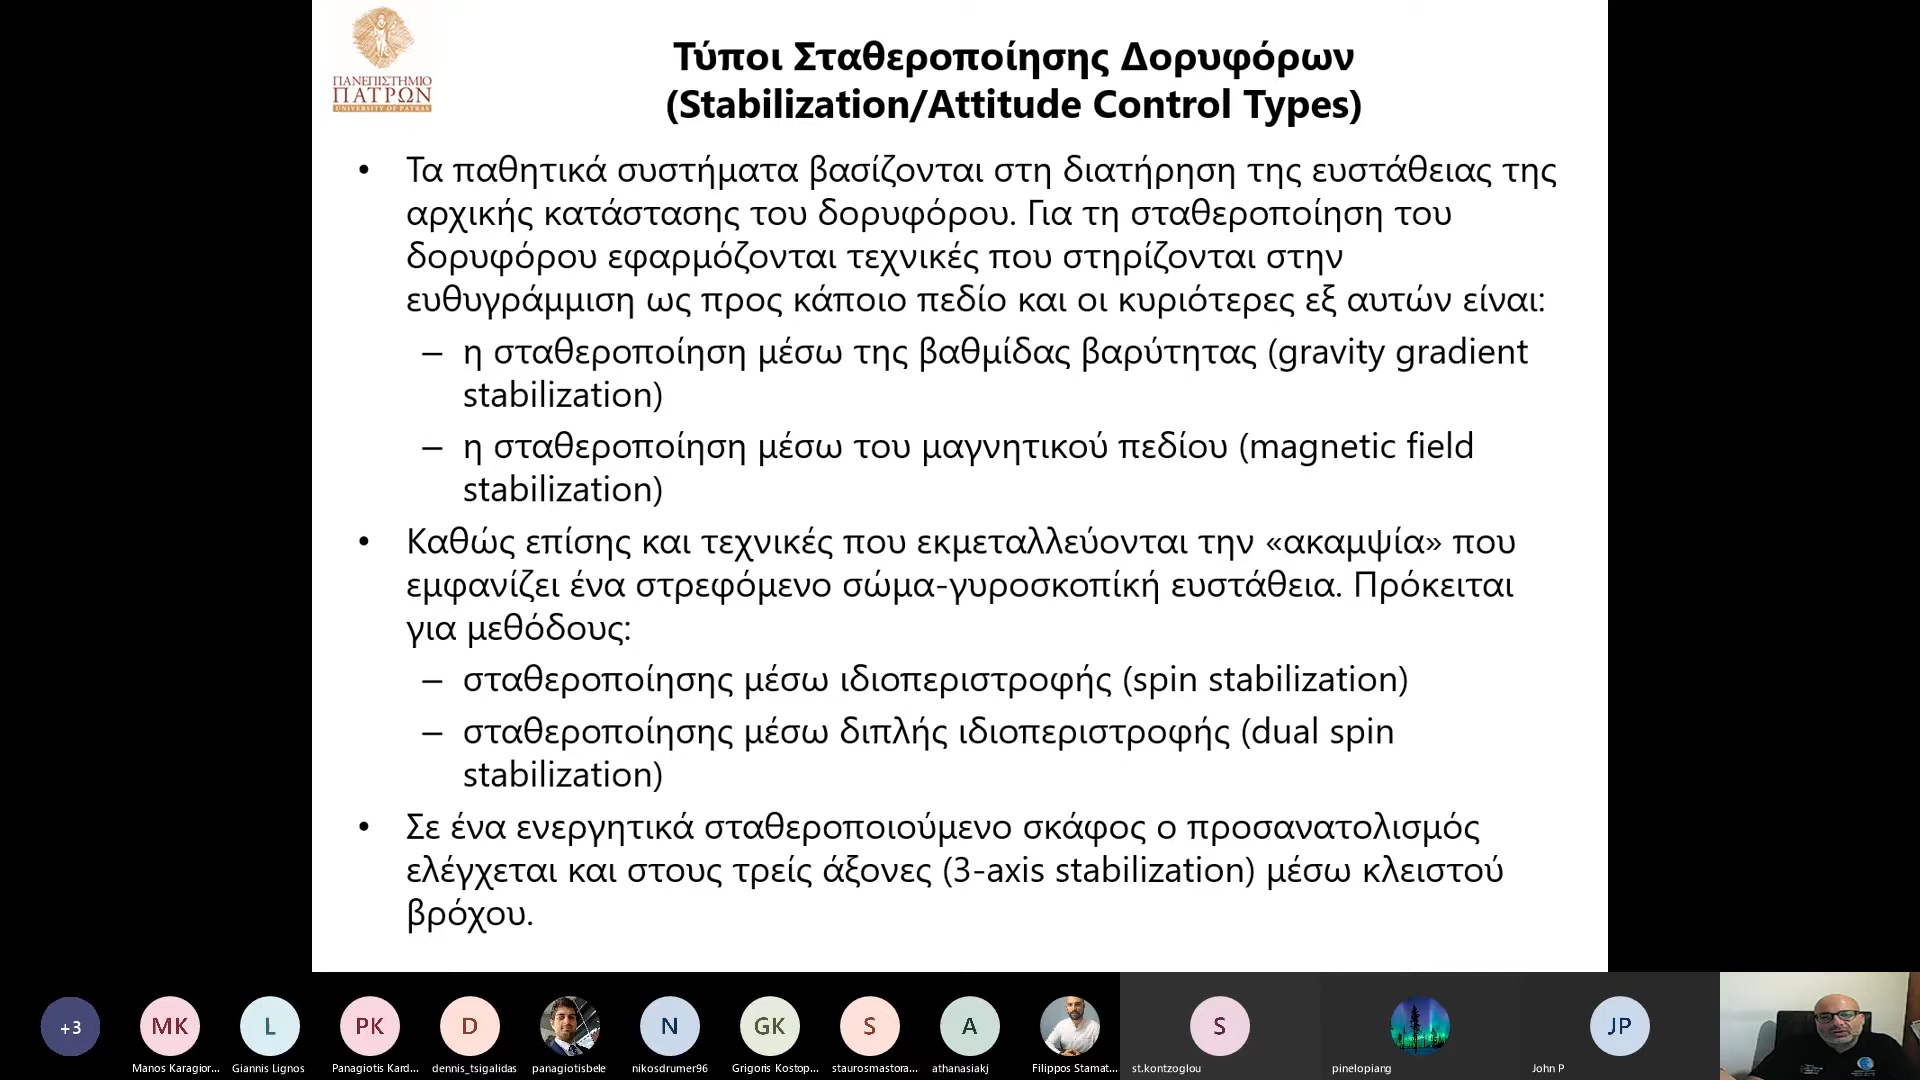 ΠΑΝΕΠΙΣΤΗΜΙΟ
ΠΑΤΡΩΝ
UNIVERSITY OF PATRAS
Τύποι Σταθεροποίησης Δορυφόρων
(Stabilization/Attitude Control Types)
• Τα παθητικά συστήματα βασίζονται στη διατήρηση της ευστάθειας της
αρχικής κατάστασης του δορυφόρου. Για τη σταθεροποίηση του
δορυφόρου εφαρμόζονται τεχνικές που στηρίζονται στην
ευθυγράμμιση ως προς κάποιο πεδίο και οι κυριότερες εξ αυτών είναι:
– η σταθεροποίηση μέσω της βαθμίδας βαρύτητας (gravity gradient
stabilization)
– η σταθεροποίηση μέσω του μαγνητικού πεδίου (magnetic field
stabilization)
• Καθώς επίσης και τεχνικές που εκμεταλλεύονται την «ακαμψία» που
εμφανίζει ένα στρεφόμενο σώμα-γυροσκοπίκή ευστάθεια. Πρόκειται
για μεθόδους:
– σταθεροποίησης μέσω ιδιοπεριστροφής (spin stabilization)
– σταθεροποίησης μέσω διπλής ιδιοπεριστροφής (dual spin
stabilization)
• Σε ένα ενεργητικά σταθεροποιούμενο σκάφος ο προσανατολισμός
ελέγχεται και στους τρείς άξονες (3-axis stabilization) μέσω κλειστού
βρόχου.
+3 MK L PK D N GK S A S JP
Manos Karagior... Giannis Lignos Panagiotis Kard... dennis_tsigalidas panagiotisbele nikosdrumer96 Grigoris Kostop... staurosmastora... athanasiakj Filippos Stamat... st.kontzoglou pinelopiang John P